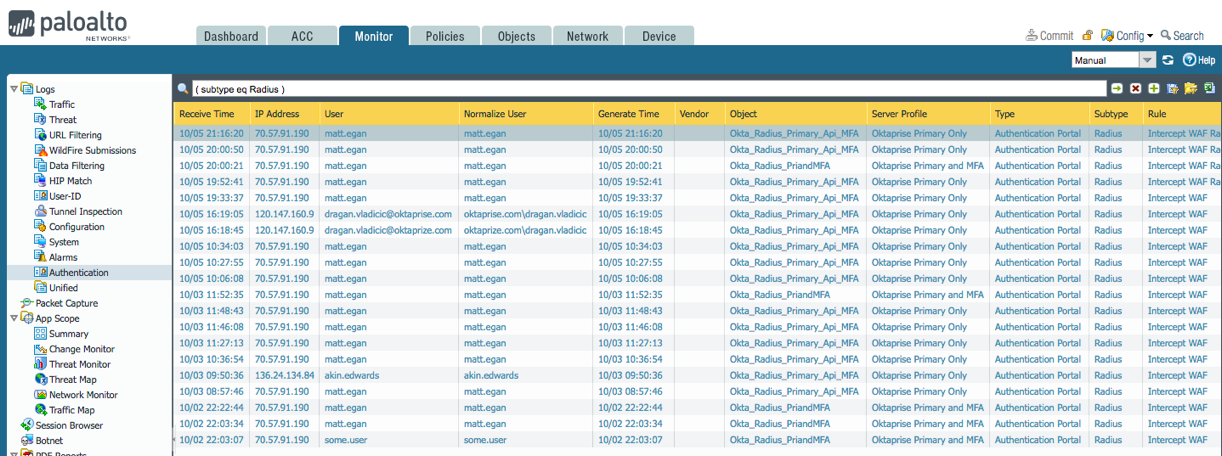 paloalto
NETWORKS®
Dashboard ACC Monitor Policies Objects Network Device
Commit Config Search
Manual Help
Logs
Traffic
Threat
URL Filtering
WildFire Submissions
Data Filtering
HIP Match
User-ID
Tunnel Inspection
Configuration
System
Alarms
Authentication
Unified
Packet Capture
App Scope
Summary
Change Monitor
Threat Monitor
Threat Map
Network Monitor
Traffic Map
Session Browser
Botnet
PDF Reports
( subtype eq Radius )
Receive Time IP Address User Normalize User Generate Time Vendor Object Server Profile Type Subtype Rule
10/05 21:16:20 70.57.91.190 matt.egan matt.egan 10/05 21:16:20 Okta_Radius_Primary_Api_MFA Oktaprise Primary Only Authentication Portal Radius Intercept WAF Ra
10/05 20:00:50 70.57.91.190 matt.egan matt.egan 10/05 20:00:50 Okta_Radius_Primary_Api_MFA Oktaprise Primary Only Authentication Portal Radius Intercept WAF Ra
10/05 20:00:21 70.57.91.190 matt.egan matt.egan 10/05 20:00:21 Okta_Radius_PriandMFA Oktaprise Primary and MFA Authentication Portal Radius Intercept WAF Ra
10/05 19:52:41 70.57.91.190 matt.egan matt.egan 10/05 19:52:41 Okta_Radius_Primary_Api_MFA Oktaprise Primary Only Authentication Portal Radius Intercept WAF Ra
10/05 19:33:37 70.57.91.190 matt.egan matt.egan 10/05 19:33:37 Okta_Radius_Primary_Api_MFA Oktaprise Primary Only Authentication Portal Radius Intercept WAF
10/05 16:19:05 120.147.160.9 dragan.vladicic@oktaprise.com oktaprise.com\dragan.vladicic 10/05 16:19:05 Okta_Radius_Primary_Api_MFA Oktaprise Primary Only Authentication Portal Radius Intercept WAF
10/05 16:18:45 120.147.160.9 dragan.vladicic@oktaprize.com oktaprize.com\dragan.vladicic 10/05 16:18:45 Okta_Radius_Primary_Api_MFA Oktaprise Primary Only Authentication Portal Radius Intercept WAF
10/05 10:34:03 70.57.91.190 matt.egan matt.egan 10/05 10:34:03 Okta_Radius_Primary_Api_MFA Oktaprise Primary Only Authentication Portal Radius Intercept WAF
10/05 10:27:55 70.57.91.190 matt.egan matt.egan 10/05 10:27:55 Okta_Radius_Primary_Api_MFA Oktaprise Primary Only Authentication Portal Radius Intercept WAF
10/05 10:06:08 70.57.91.190 matt.egan matt.egan 10/05 10:06:08 Okta_Radius_Primary_Api_MFA Oktaprise Primary Only Authentication Portal Radius Intercept WAF
10/03 11:52:35 70.57.91.190 matt.egan matt.egan 10/03 11:52:35 Okta_Radius_PriandMFA Oktaprise Primary and MFA Authentication Portal Radius Intercept WAF
10/03 11:48:43 70.57.91.190 matt.egan matt.egan 10/03 11:48:43 Okta_Radius_Primary_Api_MFA Oktaprise Primary Only Authentication Portal Radius Intercept WAF
10/03 11:46:08 70.57.91.190 matt.egan matt.egan 10/03 11:46:08 Okta_Radius_Primary_Api_MFA Oktaprise Primary Only Authentication Portal Radius Intercept WAF
10/03 11:27:13 70.57.91.190 matt.egan matt.egan 10/03 11:27:13 Okta_Radius_Primary_Api_MFA Oktaprise Primary Only Authentication Portal Radius Intercept WAF
10/03 10:36:54 70.57.91.190 matt.egan matt.egan 10/03 10:36:54 Okta_Radius_Primary_Api_MFA Oktaprise Primary Only Authentication Portal Radius Intercept WAF
10/03 09:50:36 136.24.134.84 akin.edwards akin.edwards 10/03 09:50:36 Okta_Radius_Primary_Api_MFA Oktaprise Primary Only Authentication Portal Radius Intercept WAF
10/03 08:57:46 70.57.91.190 matt.egan matt.egan 10/03 08:57:46 Okta_Radius_Primary_Api_MFA Oktaprise Primary Only Authentication Portal Radius Intercept WAF
10/02 22:22:44 70.57.91.190 matt.egan matt.egan 10/02 22:22:44 Okta_Radius_PriandMFA Oktaprise Primary and MFA Authentication Portal Radius Intercept WAF
10/02 22:03:34 70.57.91.190 matt.egan matt.egan 10/02 22:03:34 Okta_Radius_PriandMFA Oktaprise Primary and MFA Authentication Portal Radius Intercept WAF
10/02 22:03:07 70.57.91.190 some.user some.user 10/02 22:03:07 Okta_Radius_PriandMFA Oktaprise Primary and MFA Authentication Portal Radius Intercept WAF